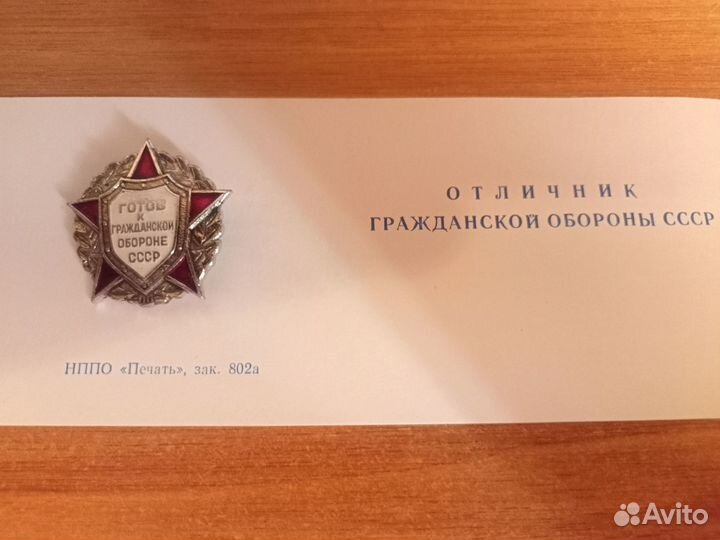 ГОТОВ
К
ГРАЖДАНСКОЙ
ОБОРОНЕ
СССР
ОТЛИЧНИК
ГРАЖДАНСКОЙ ОБОРОНЫ СССР
НППО «Печать», зак. 802а
Avito